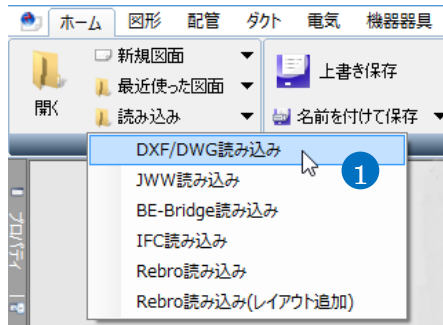 ホーム 図形 配管 ダクト 電気 機器器具
開く
新規図面
最近使った図面
読み込み
上書き保存
名前を付けて保存
DXF/DWG読み込み
1
JWW読み込み
BE-Bridge読み込み
IFC読み込み
Rebro読み込み
Rebro読み込み(レイアウト追加)
プロパティ